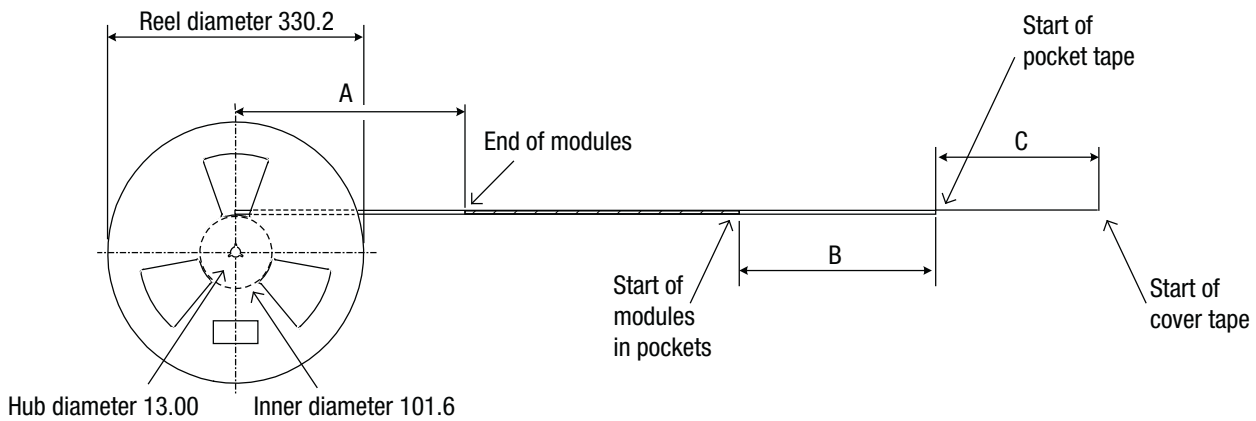 Reel diameter 330.2
Start of
pocket tape
A
End of modules
C
B
Start of
modules
in pockets
Start of
cover tape
Hub diameter 13.00
Inner diameter 101.6